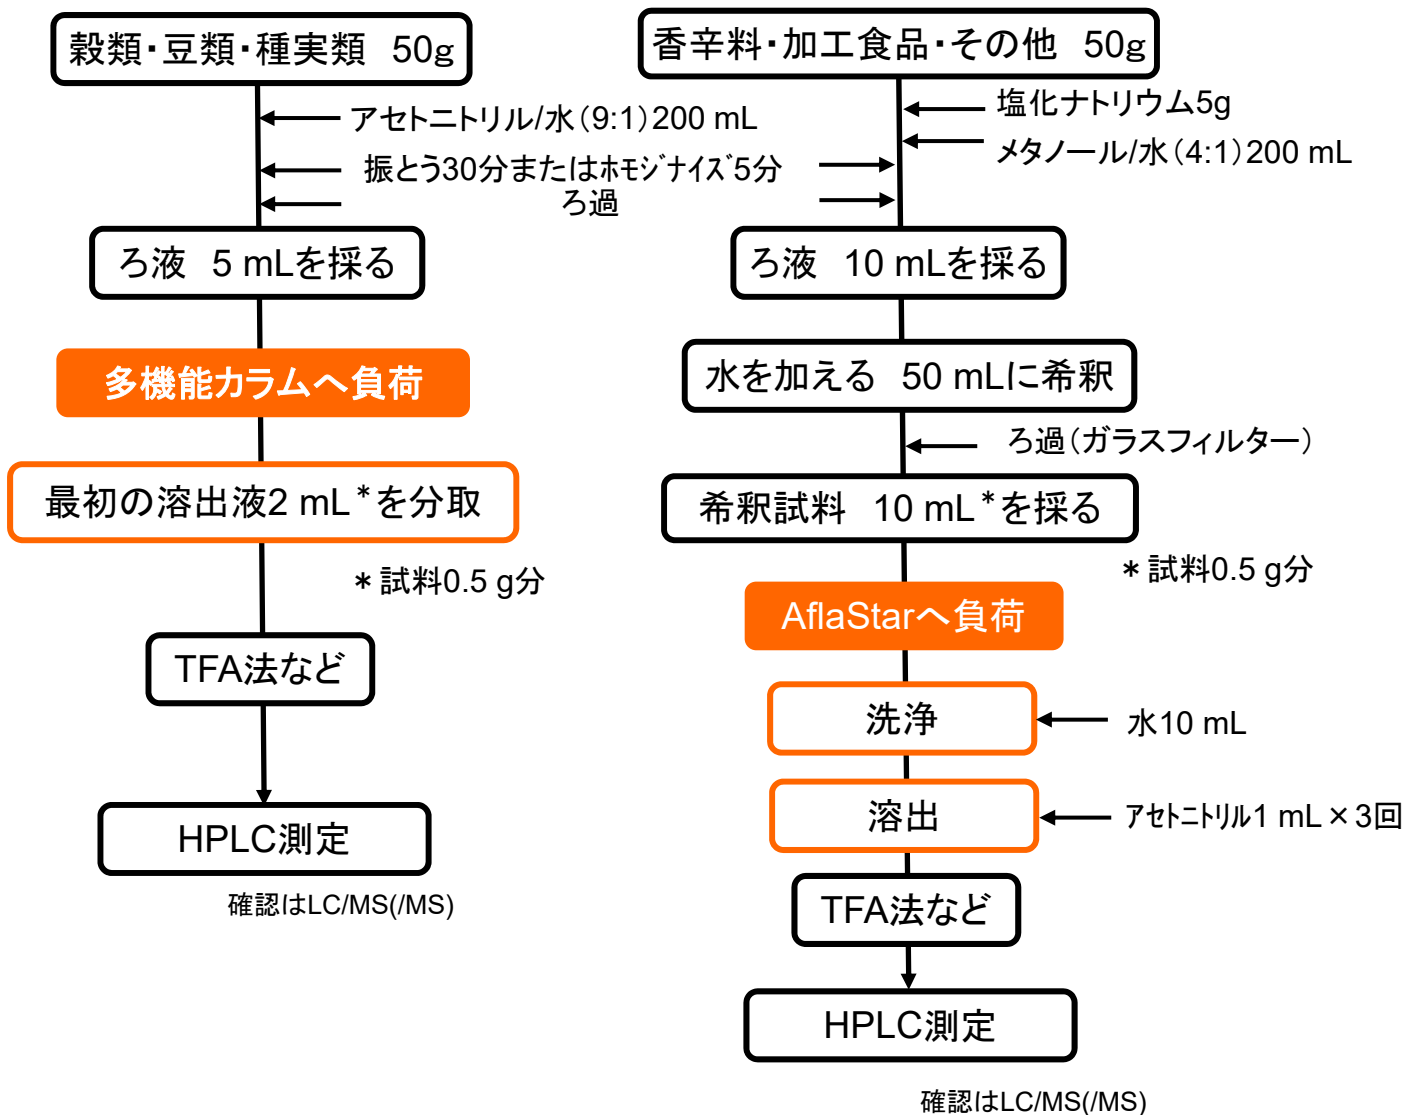 穀類・豆類・種実類 50g
アセトニトリル/水（9:1）200 mL
振とう30分またはﾎﾓｼﾞﾅｲｽﾞ5分
ろ過
ろ液 5 mLを採る
多機能カラムへ負荷
最初の溶出液2 mL*を分取
＊試料0.5 g分
TFA法など
HPLC測定
確認はLC/MS(/MS)
香辛料・加工食品・その他 50g
塩化ナトリウム5g
メタノール/水（4:1）200 mL
ろ液 10 mLを採る
水を加える 50 mLに希釈
ろ過（ガラスフィルター）
希釈試料 10 mL*を採る
＊試料0.5 g分
AflaStarへ負荷
洗浄
水10 mL
溶出
ｱｾﾄﾆﾄﾘﾙ1 mL×3回
TFA法など
HPLC測定
確認はLC/MS(/MS)